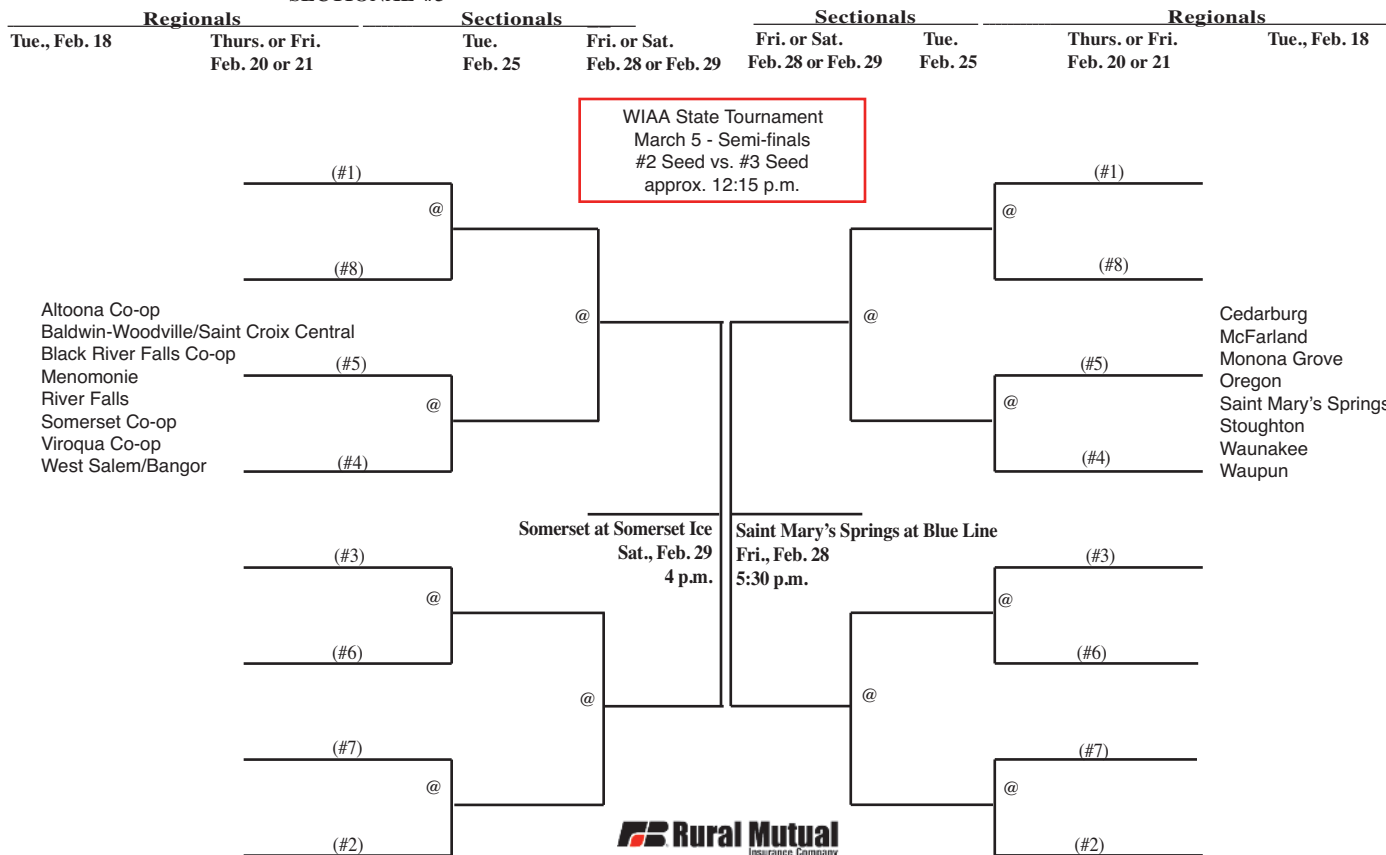 Regionals Sectionals Sectionals Regionals
Tue., Feb. 18 Thurs. or Fri. Tue. Fri. or Sat. Fri. or Sat. Tue. Thurs. or Fri. Tue., Feb. 18
Feb. 20 or 21 Feb. 25 Feb. 28 or Feb. 29 Feb. 28 or Feb. 29 Feb. 25 Feb. 20 or 21
WIAA State Tournament
March 5 - Semi-finals
#2 Seed vs. #3 Seed
approx. 12:15 p.m.
(#1)
@
(#8)
@
Altoona Co-op
Baldwin-Woodville/Saint Croix Central
Black River Falls Co-op
Menomonie
River Falls
Somerset Co-op
Viroqua Co-op
West Salem/Bangor
(#5)
@
(#4)
Somerset at Somerset Ice
Sat., Feb. 29
4 p.m.
(#3)
@
(#6)
@
(#7)
@
(#2)
(#1)
@
(#8)
@
Cedarburg
McFarland
Monona Grove
Oregon
Saint Mary's Springs
Stoughton
Waunakee
Waupun
(#5)
@
(#4)
Saint Mary's Springs at Blue Line
Fri., Feb. 28
5:30 p.m.
(#3)
@
(#6)
@
(#7)
@
(#2)
Rural Mutual
Insurance Company